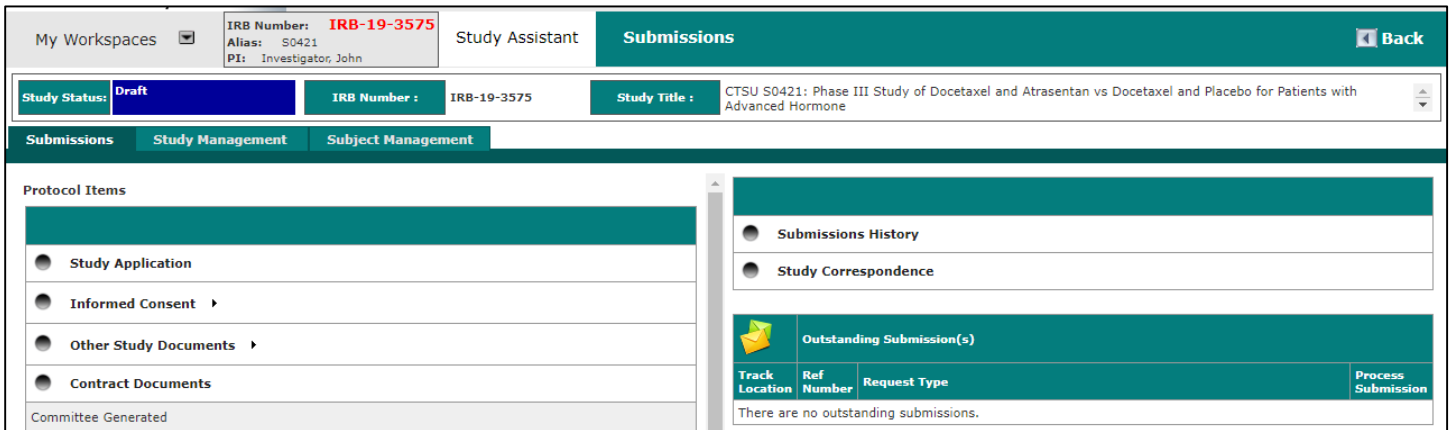 My Workspaces
IRB Number: IRB-19-3575
Alias: S0421
PI: Investigator, John
Study Assistant
Submissions
Back
Study Status: Draft
IRB Number : IRB-19-3575
Study Title : CTSU S0421: Phase III Study of Docetaxel and Atrasentan vs Docetaxel and Placebo for Patients with
Advanced Hormone
Submissions Study Management Subject Management
Protocol Items
Study Application
Informed Consent
Other Study Documents
Contract Documents
Committee Generated
Submissions History
Study Correspondence
Outstanding Submission(s)
Track Location
Ref Number
Request Type
Process Submission
There are no outstanding submissions.